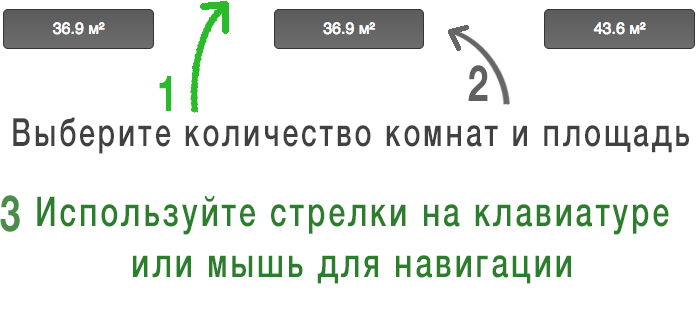 36.9 м² 36.9 м² 43.6 м²
1 2
Выберите количество комнат и площадь
3 Используйте стрелки на клавиатуре
или мышь для навигации